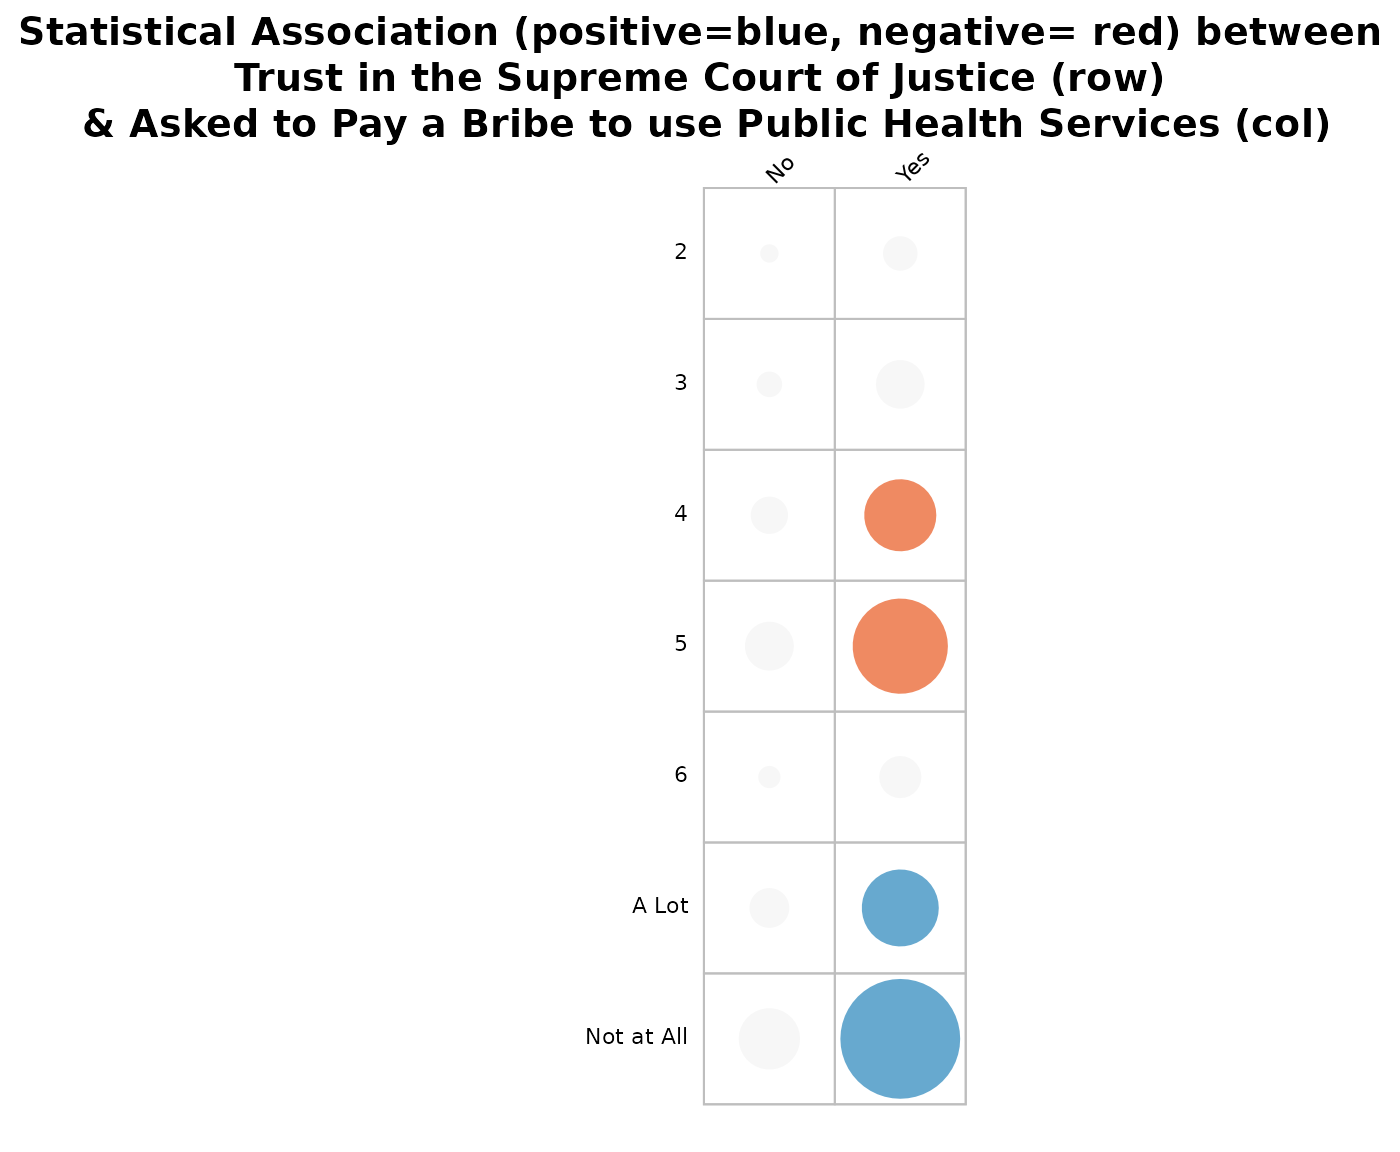 Statistical Association (positive=blue, negative= red) between
Trust in the Supreme Court of Justice (row)
& Asked to Pay a Bribe to use Public Health Services (col)
No Yes
2
3
4
5
6
A Lot
Not at All